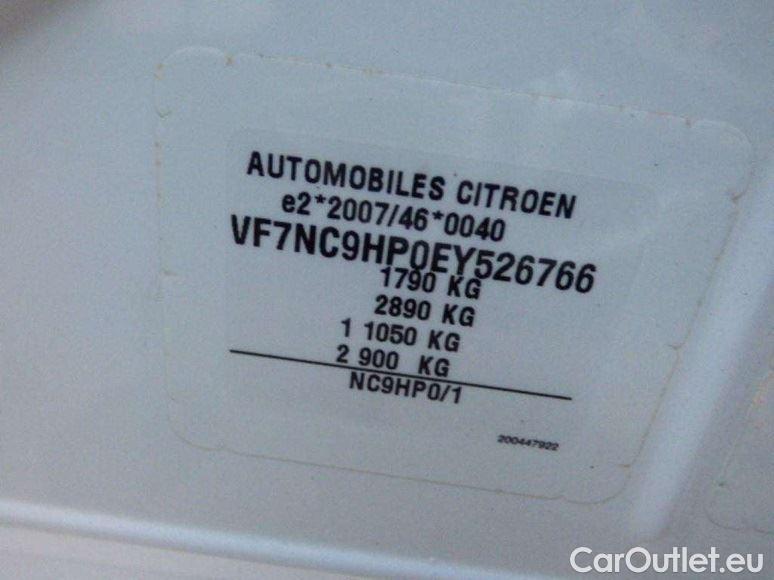 AUTOMOBILES CITROEN
e2*2007/46*0040
VF7NC9HP0EY526766
1790 KG
2890 KG
1 1050 KG
2 900 KG
NC9HP0/1
200447922
CarOutlet.eu